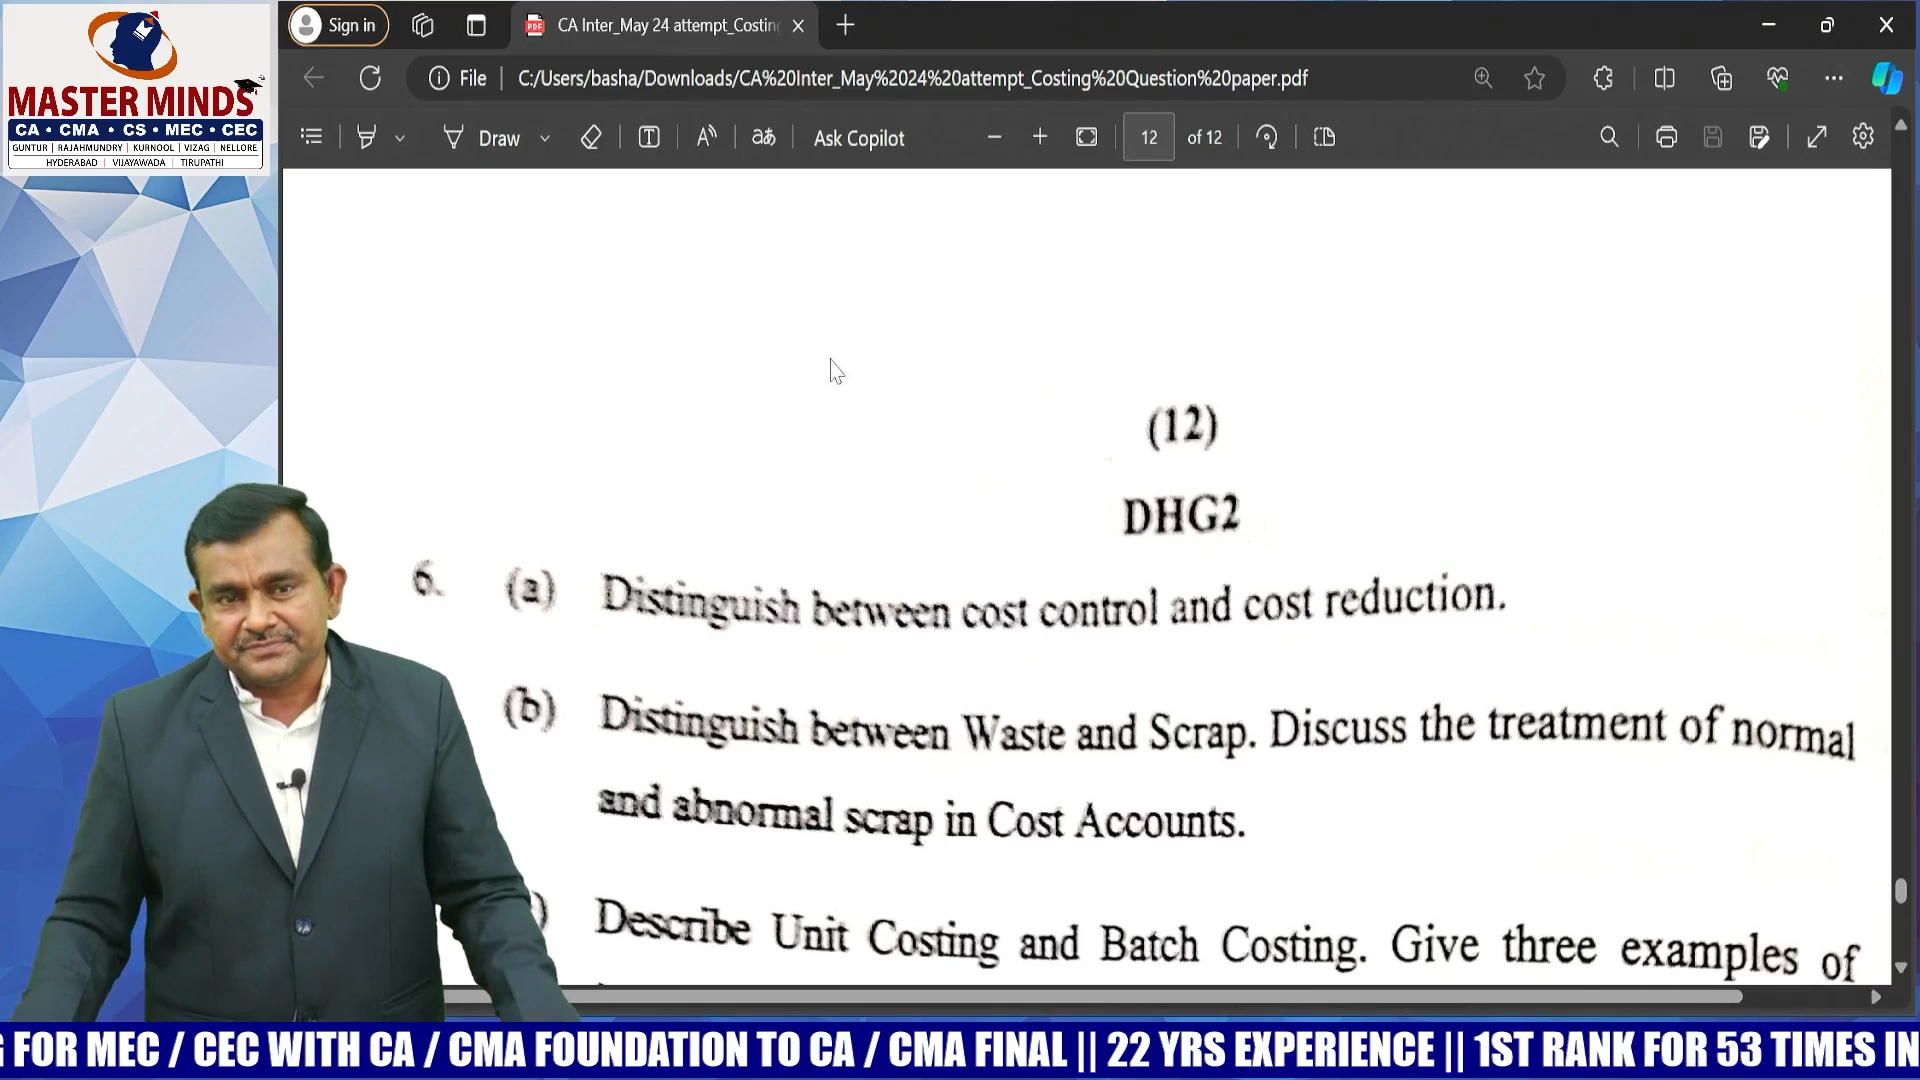 MASTER MINDS
CA • CMA • CS • MEC • CEC
GUNTUR | RAJAHMUNDRY | KURNOOL | VIZAG | NELLORE
HYDERABAD | VIJAYAWADA | TIRUPATHI
Sign in
PDF
CA Inter_May 24 attempt_Costin
File
C:/Users/basha/Downloads/CA%20Inter_May%2024%20attempt_Costing%20Question%20paper.pdf
Draw
Ask Copilot
12 of 12
(12)
DHG2
6. (a) Distinguish between cost control and cost reduction.
(b) Distinguish between Waste and Scrap. Discuss the treatment of normal
and abnormal scrap in Cost Accounts.
Describe Unit Costing and Batch Costing. Give three examples of
FOR MEC / CEC WITH CA / CMA FOUNDATION TO CA / CMA FINAL || 22 YRS EXPERIENCE || 1ST RANK FOR 53 TIMES IN